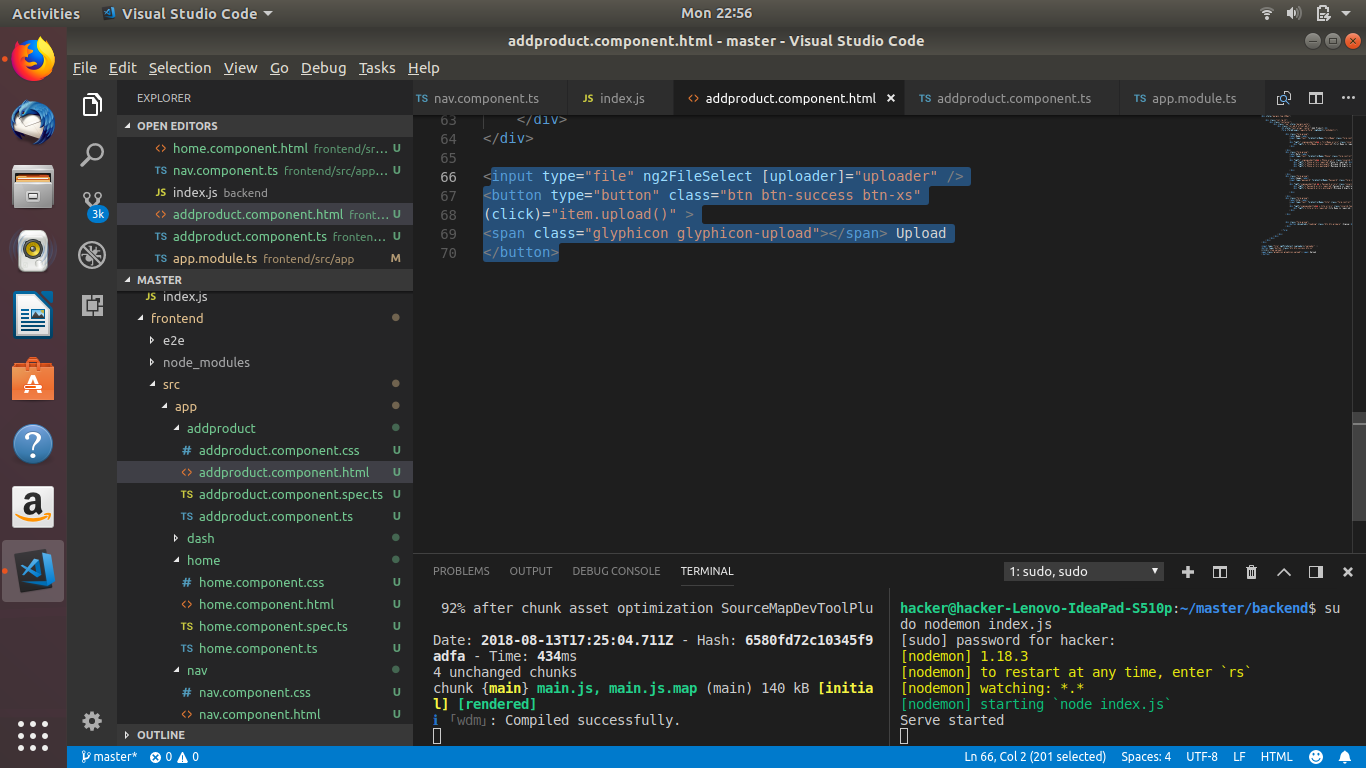 Activities
Visual Studio Code
Mon 22:56
addproduct.component.html - master - Visual Studio Code
File Edit Selection View Go Debug Tasks Help
EXPLORER
OPEN EDITORS
home.component.html frontend/sr... U
nav.component.ts frontend/src/app... U
JS index.js backend
addproduct.component.html front... U
TS addproduct.component.ts fronten... U
TS app.module.ts frontend/src/app M
MASTER
JS index.js
frontend
e2e
node_modules
src
app
addproduct
# addproduct.component.css U
<> addproduct.component.html U
TS addproduct.component.spec.ts U
TS addproduct.component.ts U
dash
home
# home.component.css U
<> home.component.html U
TS home.component.spec.ts U
TS home.component.ts U
nav
# nav.component.css U
<> nav.component.html U
OUTLINE
3k
TS nav.component.ts
JS index.js
<> addproduct.component.html
TS addproduct.component.ts
TS app.module.ts
63 </div>
64 </div>
65
66 <input type="file" ng2FileSelect [uploader]="uploader" />
67 <button type="button" class="btn btn-success btn-xs"
68 (click)="item.upload()" >
69 <span class="glyphicon glyphicon-upload"></span> Upload
70 </button>
PROBLEMS OUTPUT DEBUG CONSOLE TERMINAL
1: sudo, sudo
92% after chunk asset optimization SourceMapDevToolPlu
Date: 2018-08-13T17:25:04.711Z - Hash: 6580fd72c10345f9
adfa - Time: 434ms
4 unchanged chunks
chunk {main} main.js, main.js.map (main) 140 kB [initia
l] [rendered]
ℹ ｢wdm｣: Compiled successfully.
hacker@hacker-Lenovo-IdeaPad-S510p:~/master/backend$ su
do nodemon index.js
[sudo] password for hacker:
[nodemon] 1.18.3
[nodemon] to restart at any time, enter `rs`
[nodemon] watching: *.*
[nodemon] starting `node index.js`
Serve started
master* 0 0
Ln 66, Col 2 (201 selected) Spaces: 4 UTF-8 LF HTML